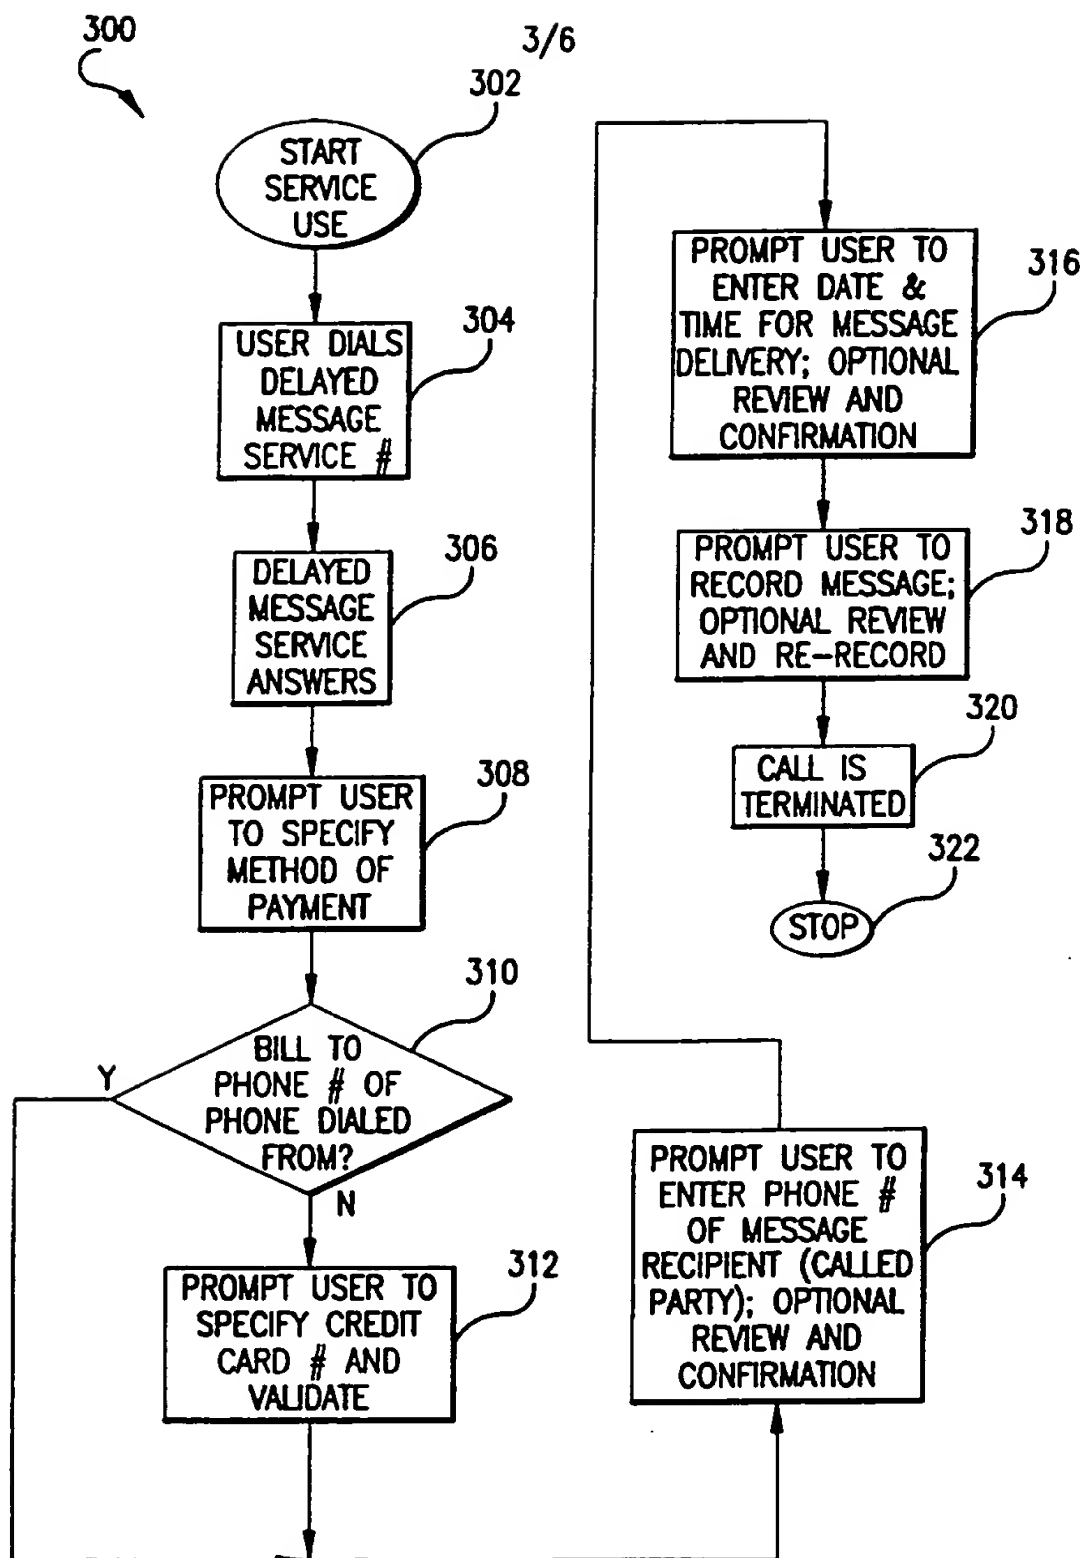 300
3/6
302
START
SERVICE
USE
304
USER DIALS
DELAYED
MESSAGE
SERVICE #
306
DELAYED
MESSAGE
SERVICE
ANSWERS
308
PROMPT USER
TO SPECIFY
METHOD OF
PAYMENT
310
Y
BILL TO
PHONE # OF
PHONE DIALED
FROM?
N
312
PROMPT USER TO
SPECIFY CREDIT
CARD # AND
VALIDATE
314
PROMPT USER TO
ENTER PHONE #
OF MESSAGE
RECIPIENT (CALLED
PARTY); OPTIONAL
REVIEW AND
CONFIRMATION
316
PROMPT USER TO
ENTER DATE &
TIME FOR MESSAGE
DELIVERY; OPTIONAL
REVIEW AND
CONFIRMATION
318
PROMPT USER TO
RECORD MESSAGE;
OPTIONAL REVIEW
AND RE-RECORD
320
CALL IS
TERMINATED
322
STOP